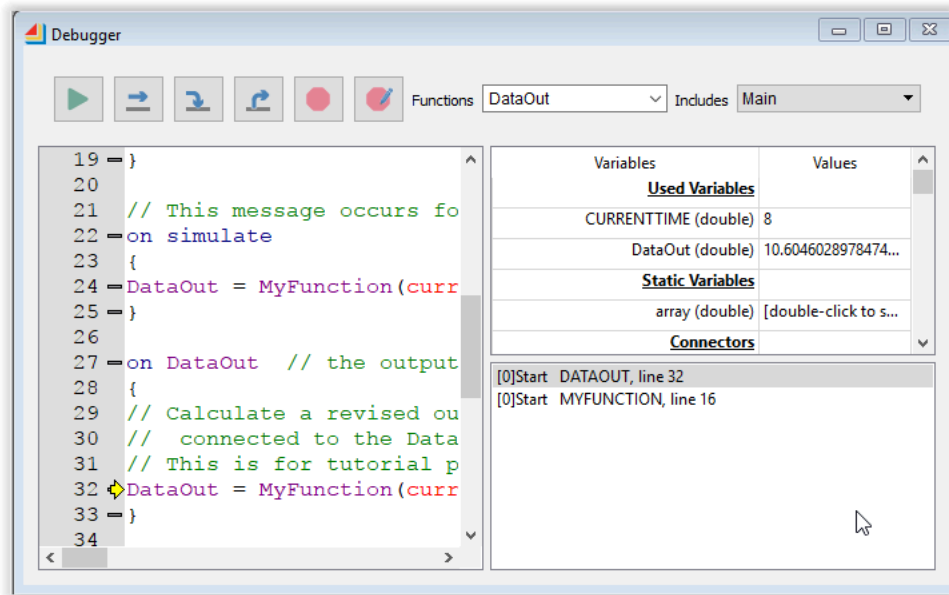 Debugger
Functions DataOut Includes Main
19 }
20
21 // This message occurs fo
22 on simulate
23 {
24 DataOut = MyFunction(curr
25 }
26
27 on DataOut // the output
28 {
29 // Calculate a revised ou
30 // connected to the Data
31 // This is for tutorial p
32 DataOut = MyFunction(curr
33 }
34
Variables Values
Used Variables
CURRENTTIME (double) 8
DataOut (double) 10.6046028978474...
Static Variables
array (double) [double-click to s...
Connectors
[0]Start DATAOUT, line 32
[0]Start MYFUNCTION, line 16